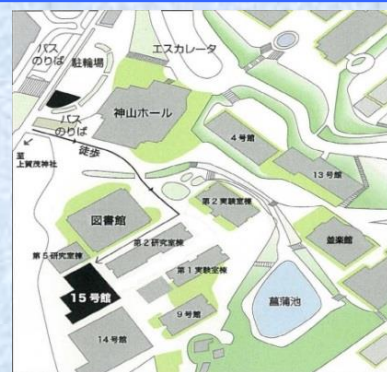 バス
のりば
駐輪場
エスカレータ
バス
のりば
神山ホール
徒歩
至
上賀茂神社
4号館
13号館
図書館
第2実験室棟
第2研究室棟
並楽館
第5研究室棟
第1実験室棟
15号館
9号館
菖蒲池
14号館